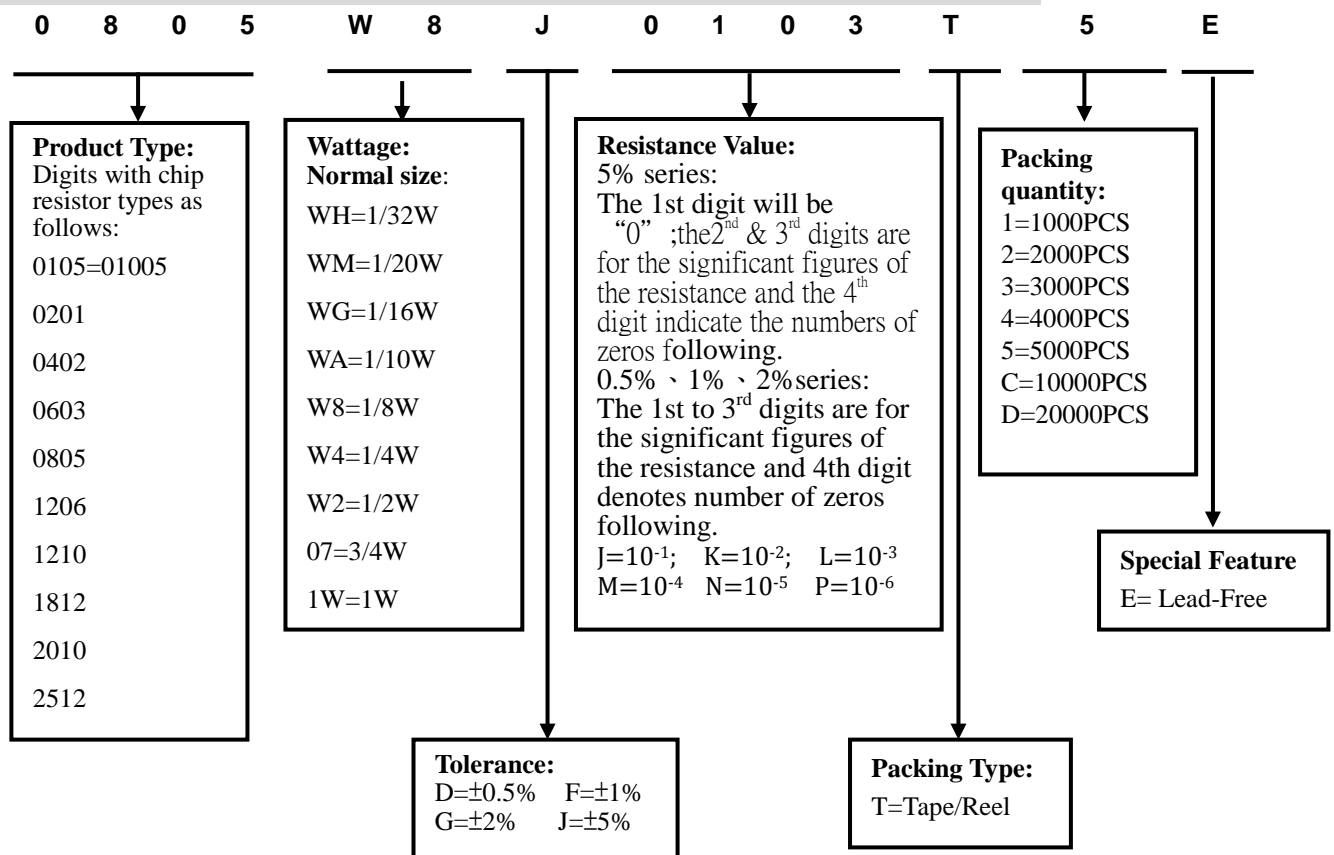 0 8 0 5 W 8 J 0 1 0 3 T 5 E
Product Type:
Digits with chip
resistor types as
follows:
0105=01005
0201
0402
0603
0805
1206
1210
1812
2010
2512
Wattage:
Normal size:
WH=1/32W
WM=1/20W
WG=1/16W
WA=1/10W
W8=1/8W
W4=1/4W
W2=1/2W
07=3/4W
1W=1W
Resistance Value:
5% series:
The 1st digit will be
“0” ;the2nd & 3rd digits are
for the significant figures of
the resistance and the 4th
digit indicate the numbers of
zeros following.
0.5%、1%、2%series:
The 1st to 3rd digits are for
the significant figures of
the resistance and 4th digit
denotes number of zeros
following.
J=10-1; K=10-2; L=10-3
M=10-4 N=10-5 P=10-6
Packing
quantity:
1=1000PCS
2=2000PCS
3=3000PCS
4=4000PCS
5=5000PCS
C=10000PCS
D=20000PCS
Special Feature
E= Lead-Free
Tolerance:
D=±0.5% F=±1%
G=±2% J=±5%
Packing Type:
T=Tape/Reel